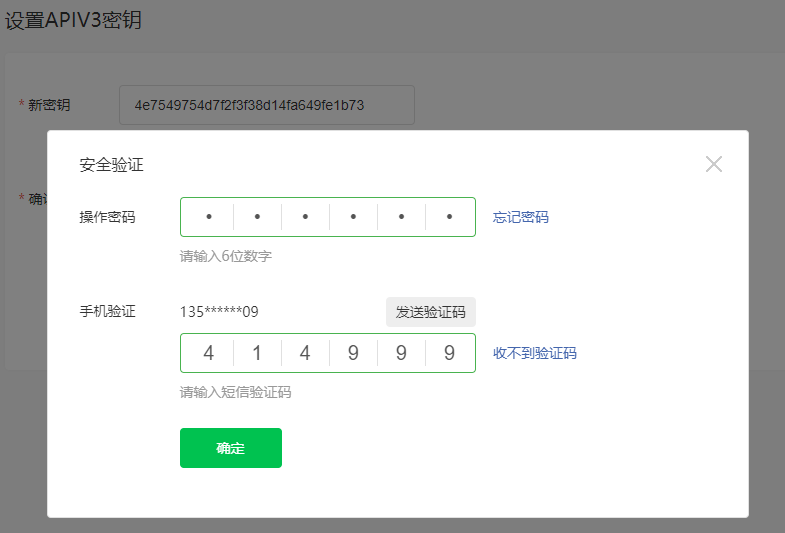 设置APIV3密钥
* 新密钥 4e7549754d7f2f3f38d14fa649fe1b73
安全验证
* 确
操作密码 • • • • • • 忘记密码
请输入6位数字
手机验证 135******09 发送验证码
4 1 4 9 9 9 收不到验证码
请输入短信验证码
确定